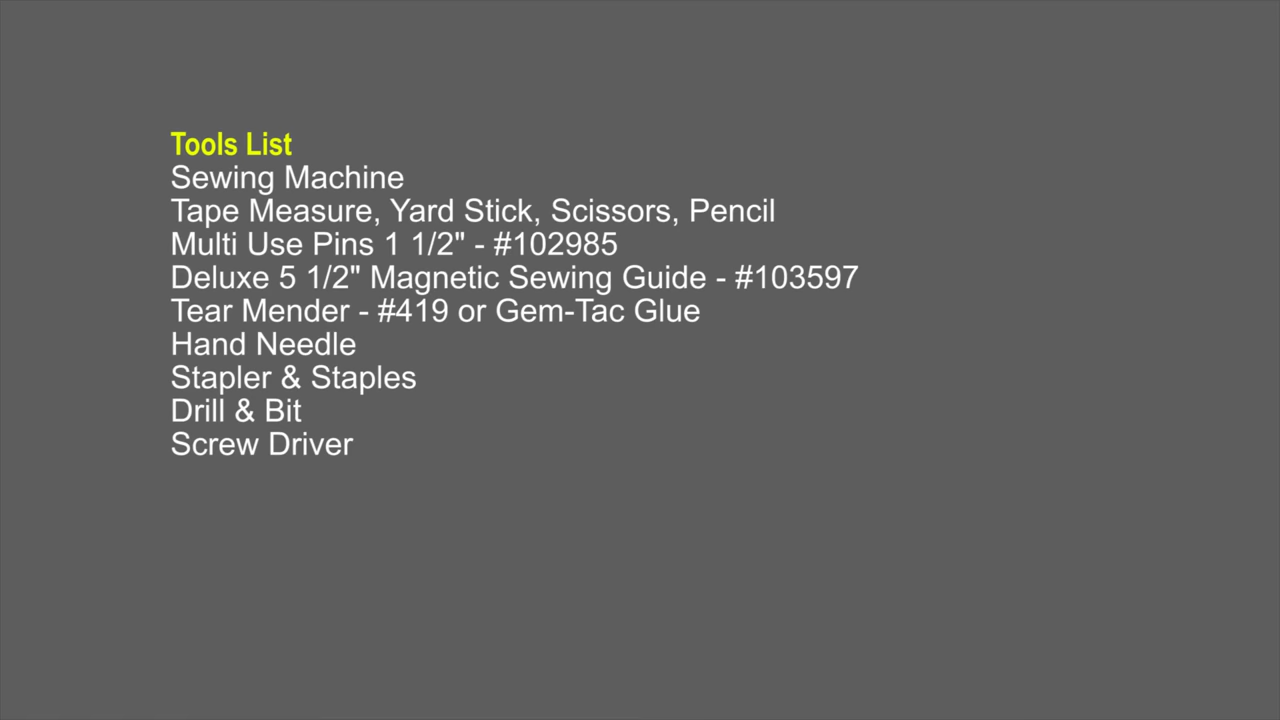 Tools List
Sewing Machine
Tape Measure, Yard Stick, Scissors, Pencil
Multi Use Pins 1 1/2" - #102985
Deluxe 5 1/2" Magnetic Sewing Guide - #103597
Tear Mender - #419 or Gem-Tac Glue
Hand Needle
Stapler & Staples
Drill & Bit
Screw Driver